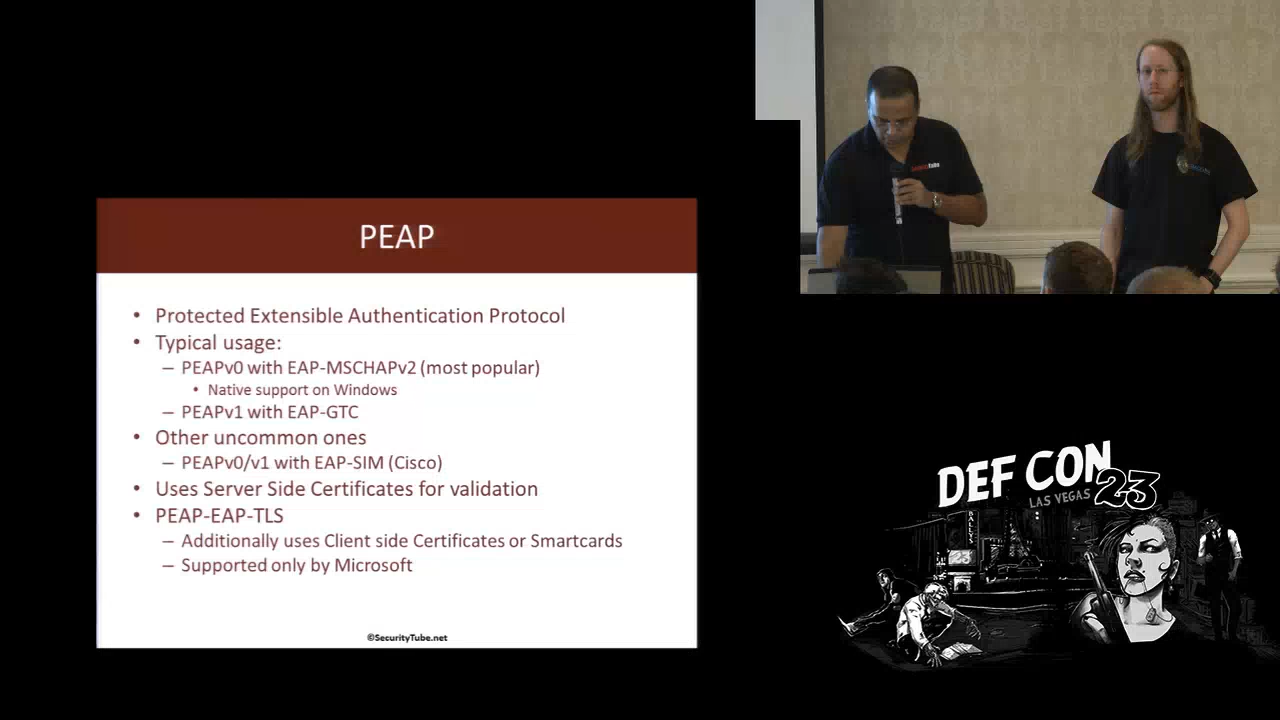 PEAP
• Protected Extensible Authentication Protocol
• Typical usage:
– PEAPv0 with EAP-MSCHAPv2 (most popular)
• Native support on Windows
– PEAPv1 with EAP-GTC
• Other uncommon ones
– PEAPv0/v1 with EAP-SIM (Cisco)
• Uses Server Side Certificates for validation
• PEAP-EAP-TLS
– Additionally uses Client side Certificates or Smartcards
– Supported only by Microsoft
©SecurityTube.net
DEF CON
LAS VEGAS 23
BALLYS